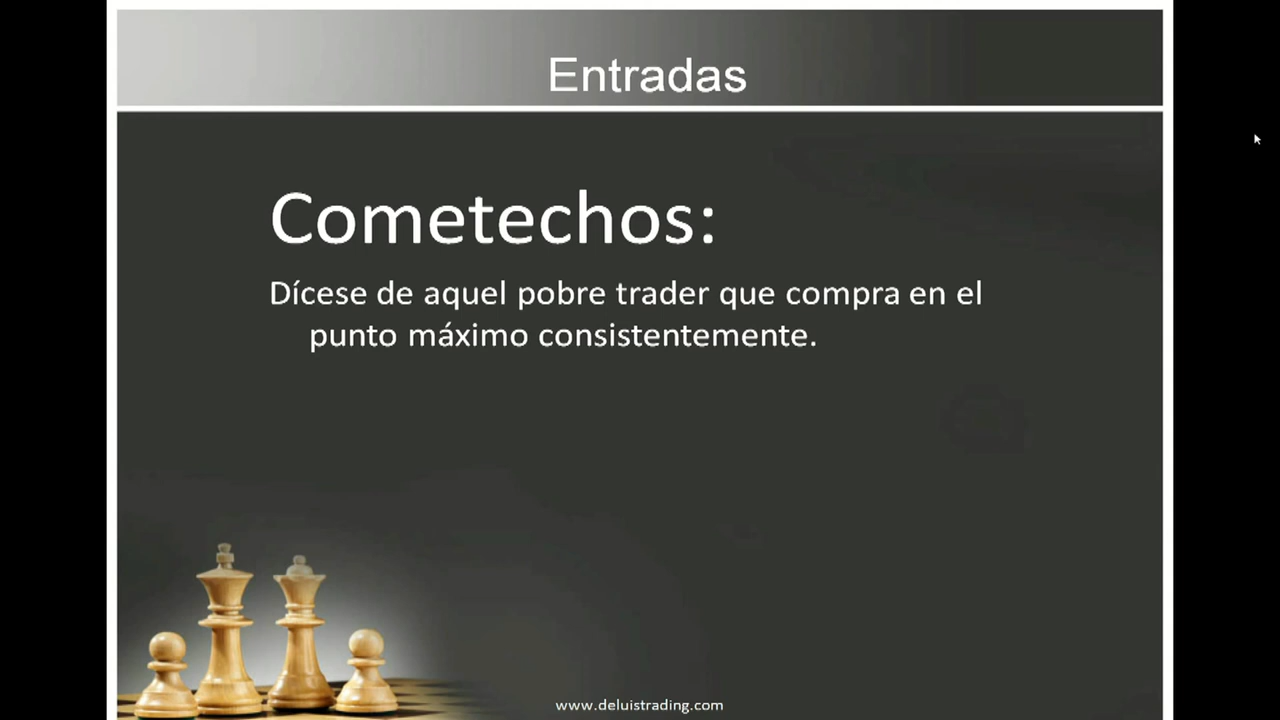 Entradas
Cometechos:
Dícese de aquel pobre trader que compra en el
punto máximo consistentemente.
www.deluistrading.com